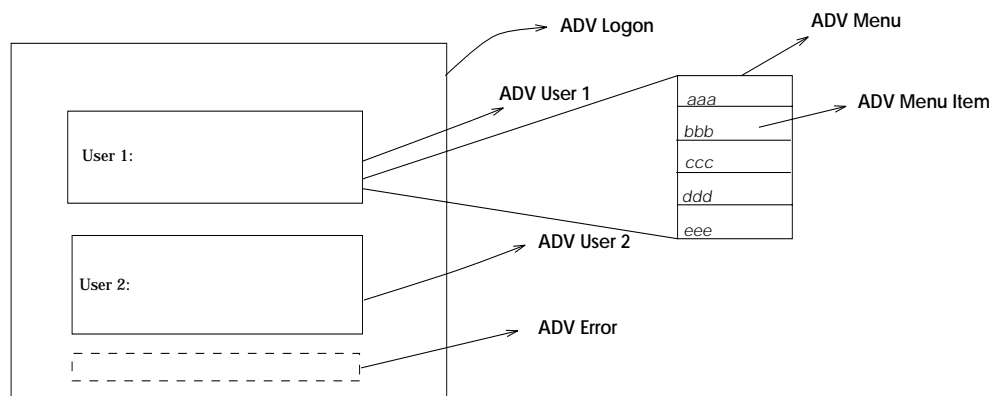 ADV Logon
ADV Menu
ADV User 1
aaa
ADV Menu Item
bbb
User 1:
ccc
ddd
eee
ADV User 2
User 2:
ADV Error